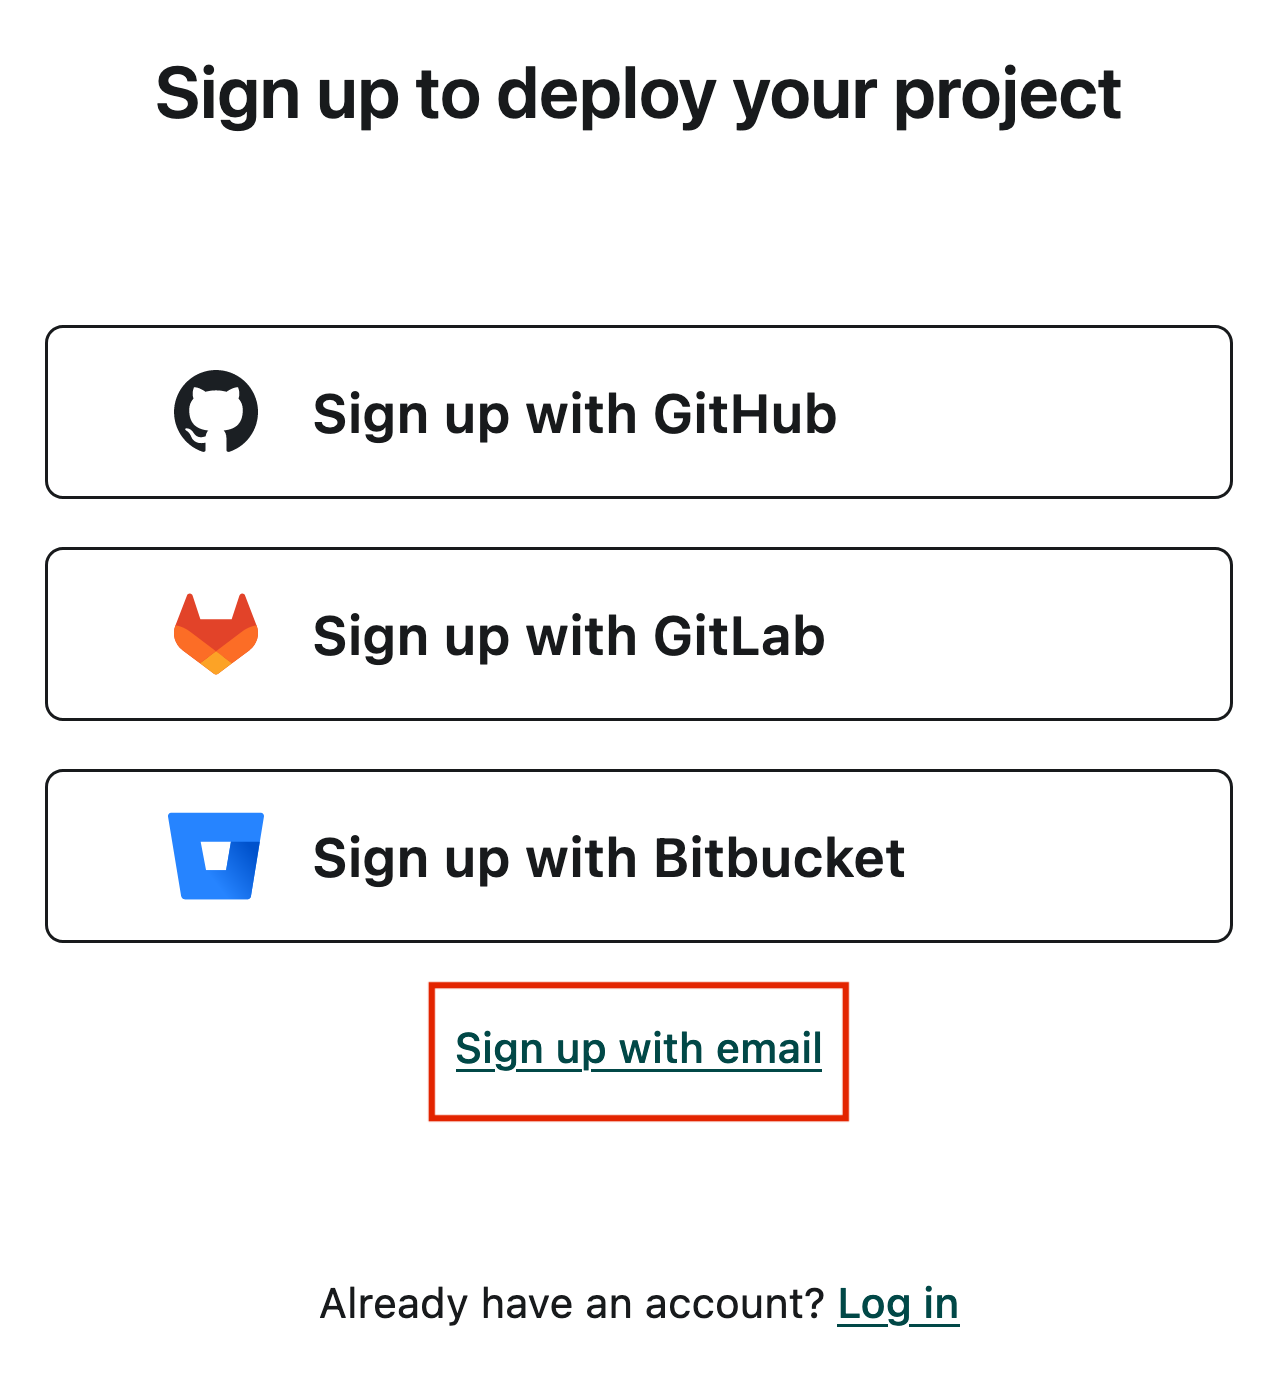 Sign up to deploy your project
Sign up with GitHub
Sign up with GitLab
Sign up with Bitbucket
Sign up with email
Already have an account? Log in